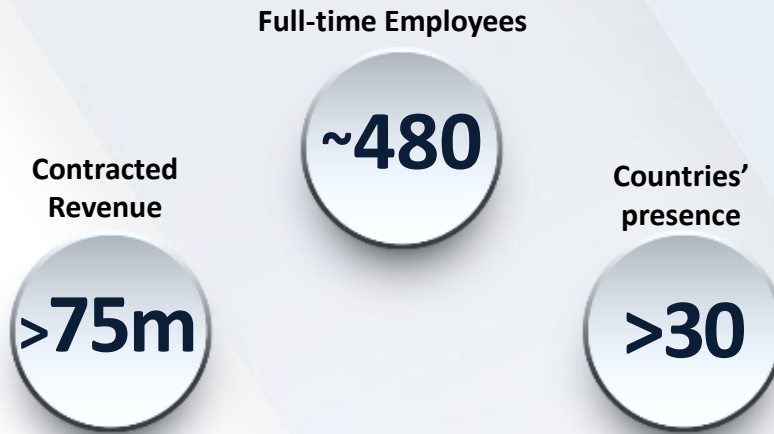 Full-time Employees
~480
Contracted
Revenue
>75m
Countries’
presence
>30